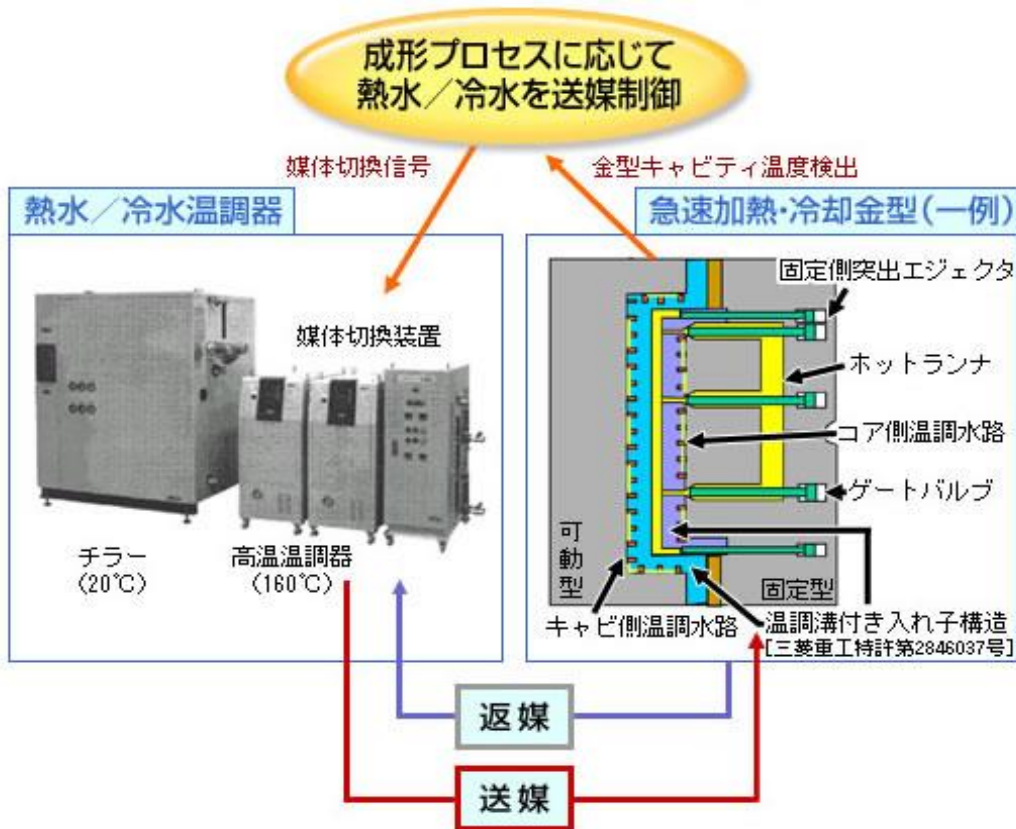 成形プロセスに応じて
熱水／冷水を送媒制御
媒体切換信号
金型キャビティ温度検出
熱水／冷水温調器
急速加熱・冷却金型(一例)
固定側突出エジェクタ
媒体切換装置
ホットランナ
コア側温調水路
ゲートバルブ
チラー
(20℃)
高温温調器
(160℃)
可動型
固定型
キャビ側温調水路
温調溝付き入れ子構造
[三菱重工特許第2846037号]
返媒
送媒